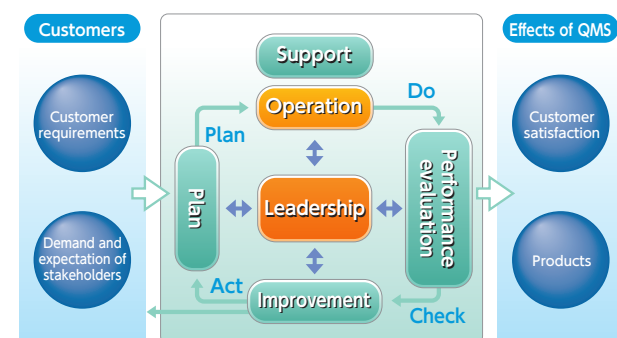 Customers
Customer
requirements
Demand and
expectation of
stakeholders
Support
Operation
Plan
Do
Plan
Leadership
Performance
evaluation
Act
Improvement
Check
Effects of QMS
Customer
satisfaction
Products